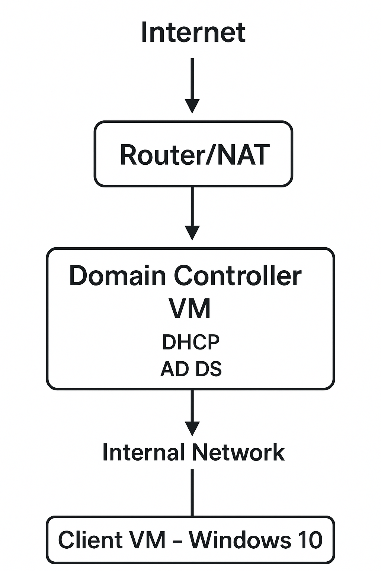 Internet
Router/NAT
Domain Controller
VM
DHCP
AD DS
Internal Network
Client VM – Windows 10